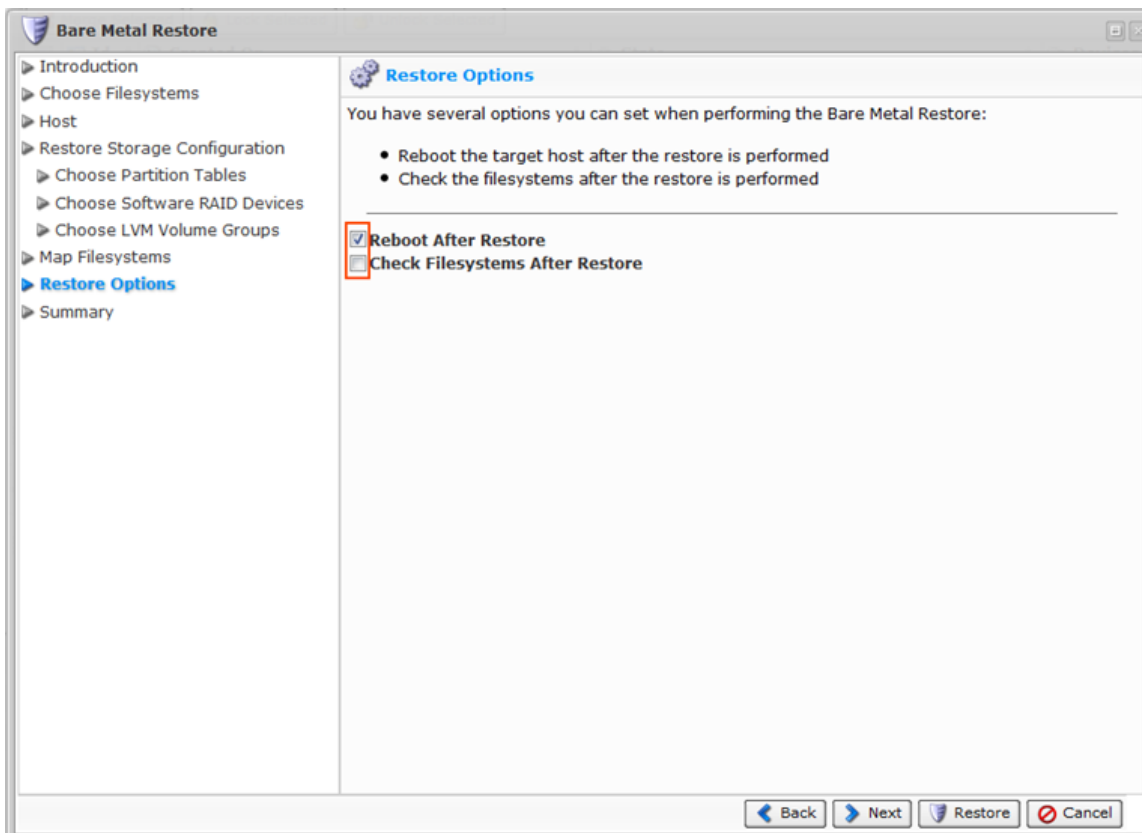 Bare Metal Restore
Introduction
Choose Filesystems
Host
Restore Storage Configuration
Choose Partition Tables
Choose Software RAID Devices
Choose LVM Volume Groups
Map Filesystems
Restore Options
Summary
Restore Options
You have several options you can set when performing the Bare Metal Restore:
Reboot the target host after the restore is performed
Check the filesystems after the restore is performed
Reboot After Restore
Check Filesystems After Restore
Back Next Restore Cancel